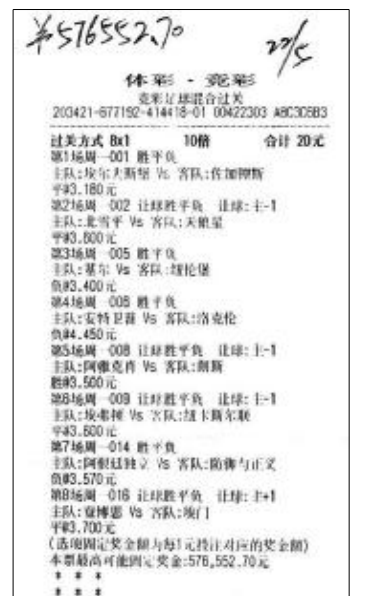 ¥576552.70
22/5
体彩 - 竞彩
竞彩足球混合过关
203421-677192-414418-01 00422303 ABC3D5B3
过关方式 8x1 10倍 合计 20元
第1场周一001 胜平负
主队:埃尔夫斯堡 Vs 客队:佐加顿斯
平@3.180元
第2场周一002 让球胜平负 让球:主-1
主队:北雪平 Vs 客队:天狼星
平@3.600元
第3场周一005 胜平负
主队:基尔 Vs 客队:纽伦堡
负@3.400元
第4场周一006 胜平负
主队:安特卫普 Vs 客队:洛克伦
负@4.450元
第5场周一008 让球胜平负 让球:主-1
主队:阿雅克肖 Vs 客队:朗斯
胜@3.500元
第6场周一009 让球胜平负 让球:主-1
主队:埃弗顿 Vs 客队:纽卡斯尔联
平@3.600元
第7场周一014 胜平负
主队:阿根廷独立 Vs 客队:防御与正义
负@3.570元
第8场周一016 让球胜平负 让球:主+1
主队:竞博恩 Vs 客队:埃门
平@3.700元
(选项固定奖金额为每1元投注对应的奖金额)
本票最高可能固定奖金:576,552.70元
* * *
* * *